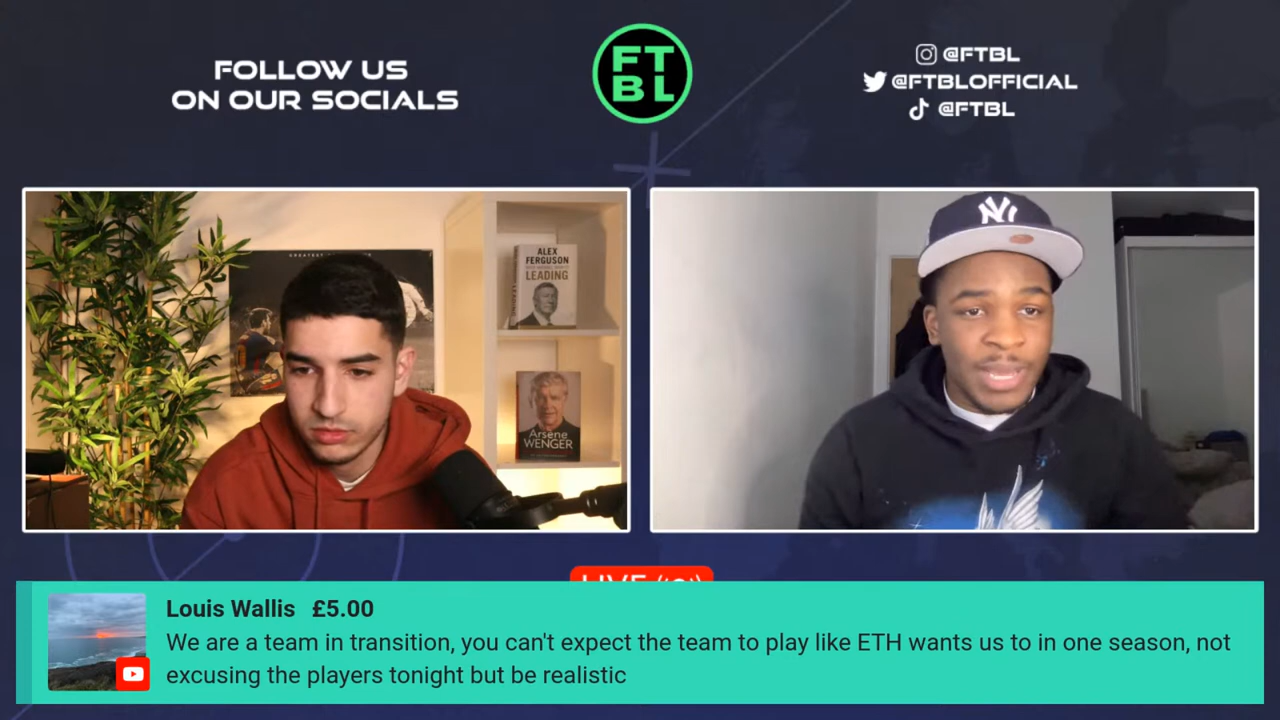 FOLLOW US
ON OUR SOCIALS
FT
BL
@FTBL
@FTBLOFFICIAL
@FTBL
ALEX
FERGUSON
LEADING
LEADING
Arsène
WENGER
NY
LIVE
Louis Wallis £5.00
We are a team in transition, you can't expect the team to play like ETH wants us to in one season, not
excusing the players tonight but be realistic